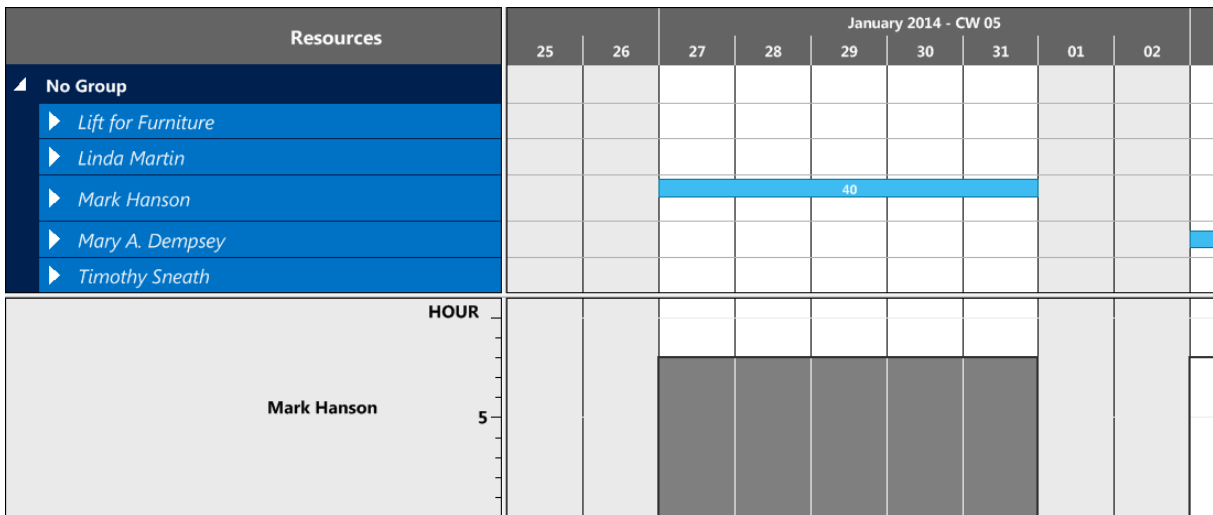 Resources
January 2014 - CW 05
25 26 27 28 29 30 31 01 02
No Group
Lift for Furniture
Linda Martin
Mark Hanson
40
Mary A. Dempsey
Timothy Sneath
HOUR
Mark Hanson
5